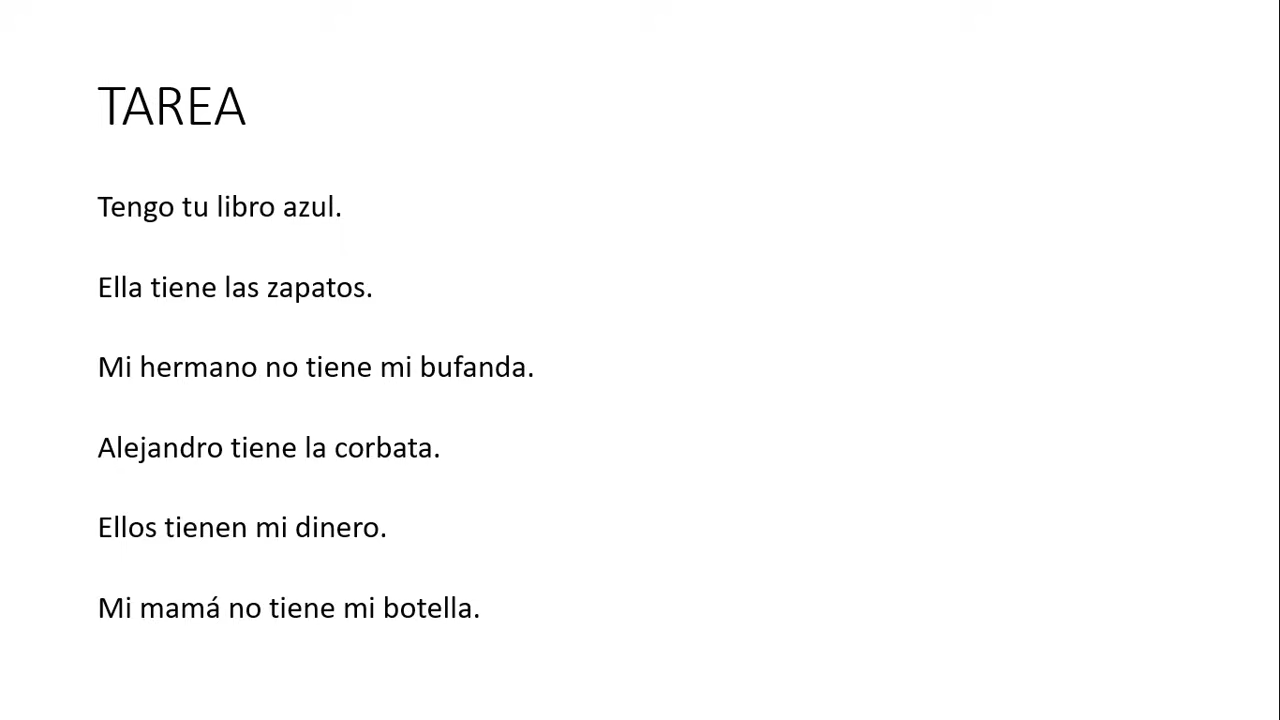 TAREA
Tengo tu libro azul.
Ella tiene las zapatos.
Mi hermano no tiene mi bufanda.
Alejandro tiene la corbata.
Ellos tienen mi dinero.
Mi mamá no tiene mi botella.